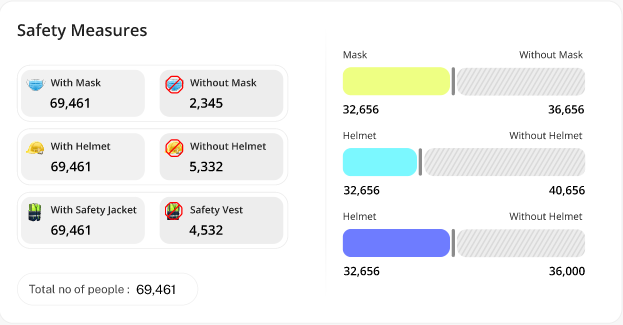 Safety Measures
With Mask
69,461
Without Mask
2,345
With Helmet
69,461
Without Helmet
5,332
With Safety Jacket
69,461
Safety Vest
4,532
Total no of people : 69,461
Mask Without Mask
32,656 36,656
Helmet Without Helmet
32,656 40,656
Helmet Without Helmet
32,656 36,000